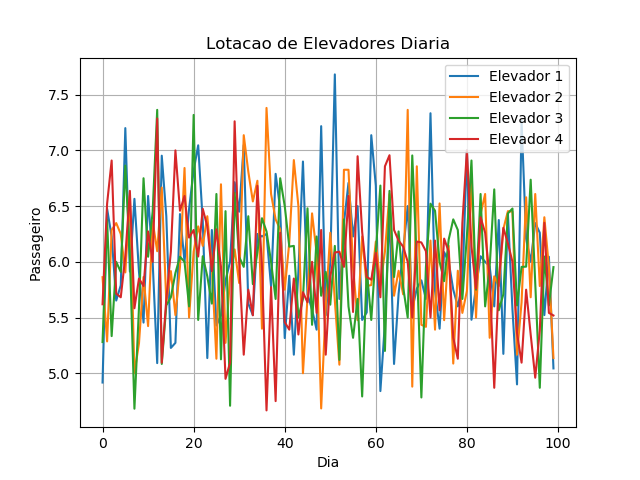 Lotacao de Elevadores Diaria
Elevador 1
Elevador 2
Elevador 3
Elevador 4
Passageiro
7.5
7.0
6.5
6.0
5.5
5.0
0 20 40 60 80 100
Dia